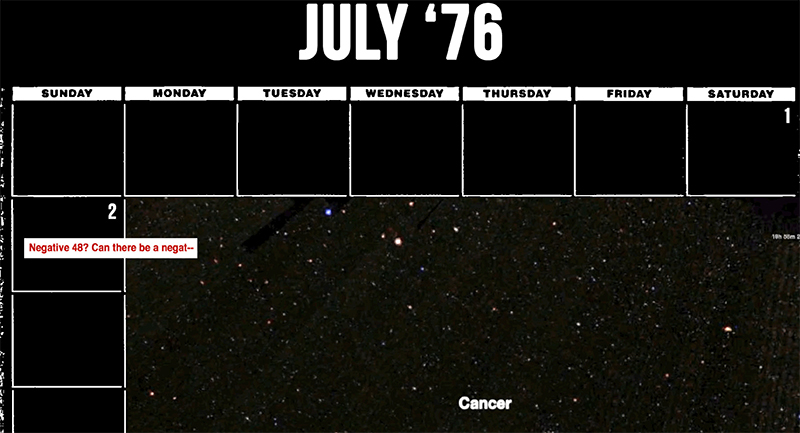 JULY ‘76
SUNDAY MONDAY TUESDAY WEDNESDAY THURSDAY FRIDAY SATURDAY
1
2
Negative 48? Can there be a negat--
Cancer